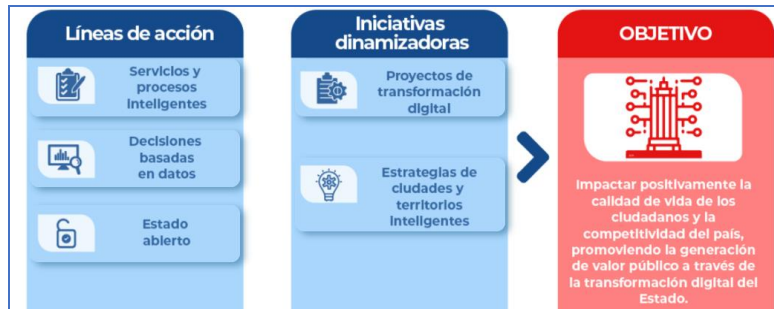 Líneas de acción
Servicios y
procesos
Inteligentes
Decisiones
basadas
en datos
Estado
abierto
Iniciativas
dinamizadoras
Proyectos de
transformación
digital
Estrategias de
ciudades y
territorios
Inteligentes
OBJETIVO
Impactar positivamente la
calidad de vida de los
ciudadanos y la
competitividad del país,
promoviendo la generación
de valor público a través de
la transformación digital del
Estado.